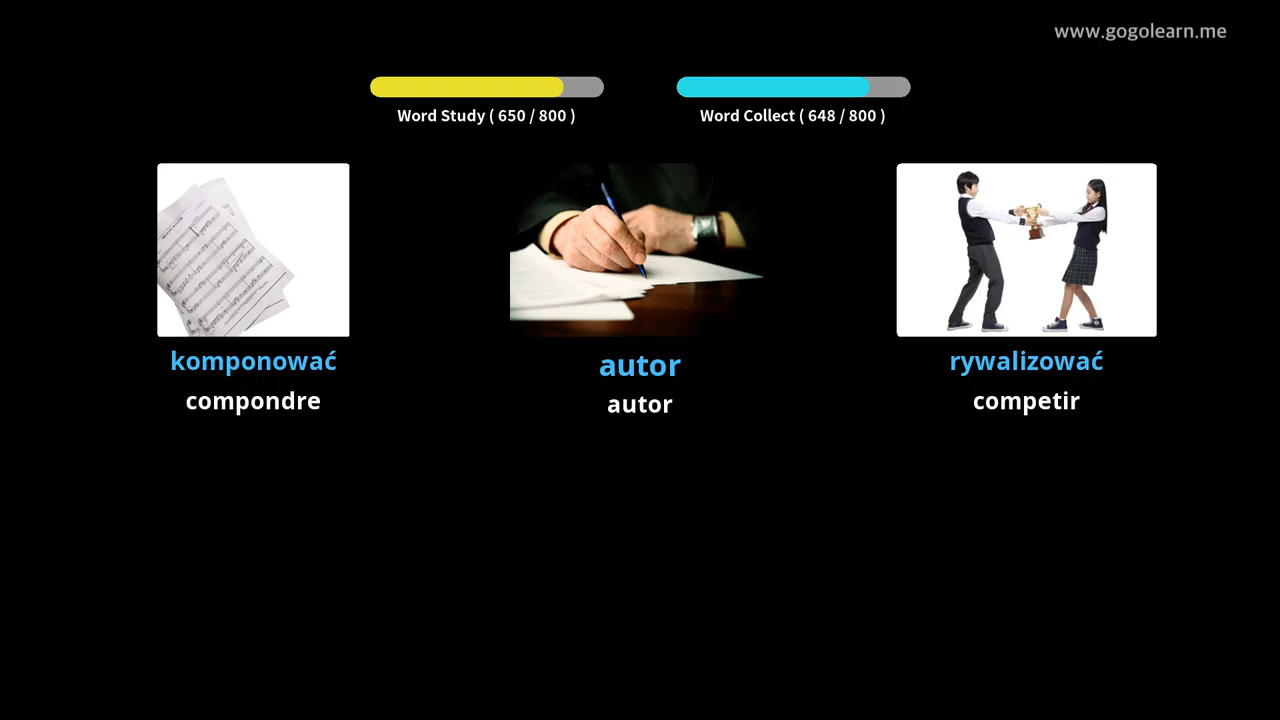 www.gogolearn.me
Word Study ( 650 / 800 )
Word Collect ( 648 / 800 )
komponować
autor
rywalizować
compondre
autor
competir